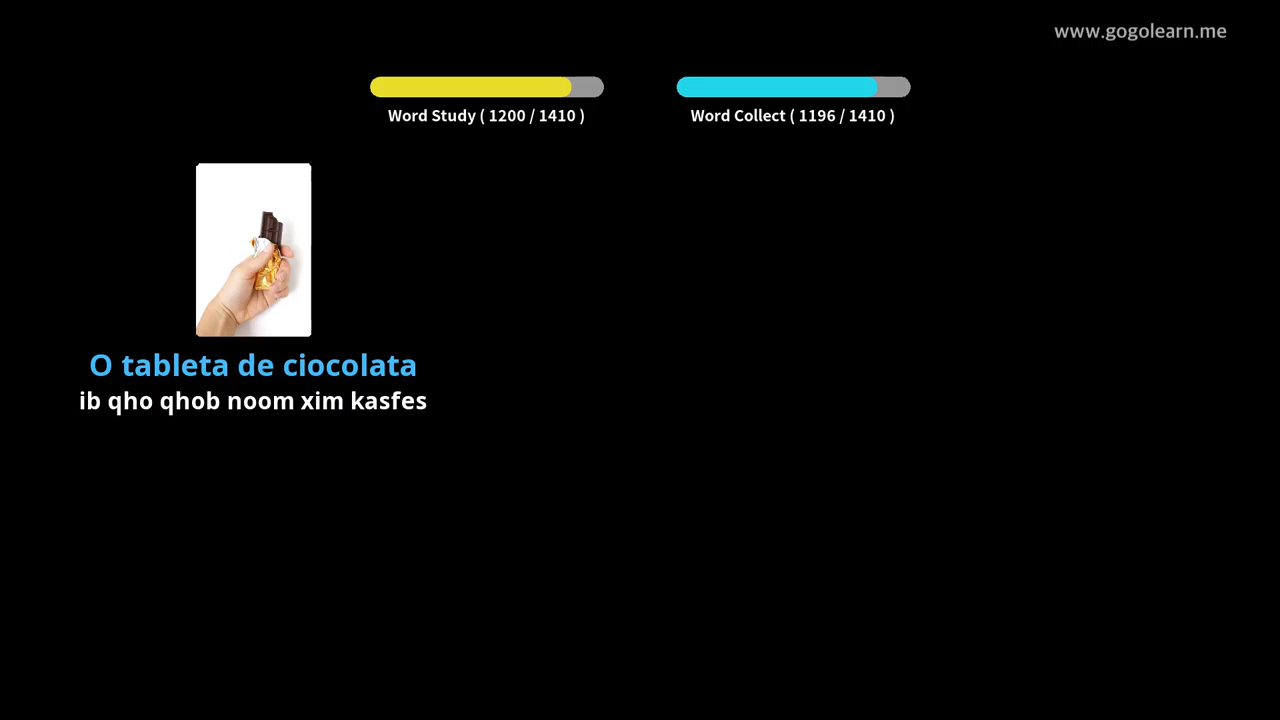 www.gogolearn.me
Word Study ( 1200 / 1410 )
Word Collect ( 1196 / 1410 )
O tableta de ciocolata
ib qho qhob noom xim kasfes